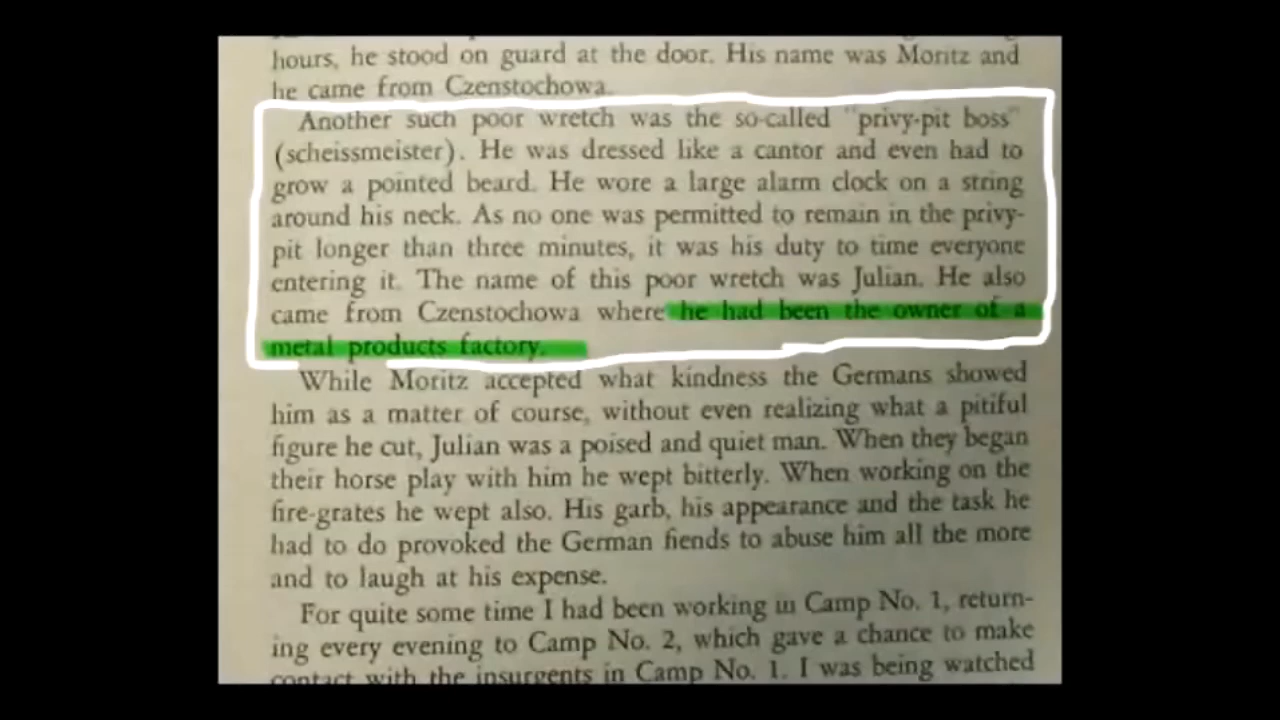 hours, he stood on guard at the door. His name was Moritz and
he came from Czenstochowa.
Another such poor wretch was the so-called "privy-pit boss"
(scheissmeister). He was dressed like a cantor and even had to
grow a pointed beard. He wore a large alarm clock on a string
around his neck. As no one was permitted to remain in the privy-
pit longer than three minutes, it was his duty to time everyone
entering it. The name of this poor wretch was Julian. He also
came from Czenstochowa where he had been the owner of a
metal products factory.
While Moritz accepted what kindness the Germans showed
him as a matter of course, without even realizing what a pitiful
figure he cut, Julian was a poised and quiet man. When they began
their horse play with him he wept bitterly. When working on the
fire-grates he wept also. His garb, his appearance and the task he
had to do provoked the German fiends to abuse him all the more
and to laugh at his expense.
For quite some time I had been working in Camp No. 1, return-
ing every evening to Camp No. 2, which gave a chance to make
contact with the insurgents in Camp No. 1. I was being watched